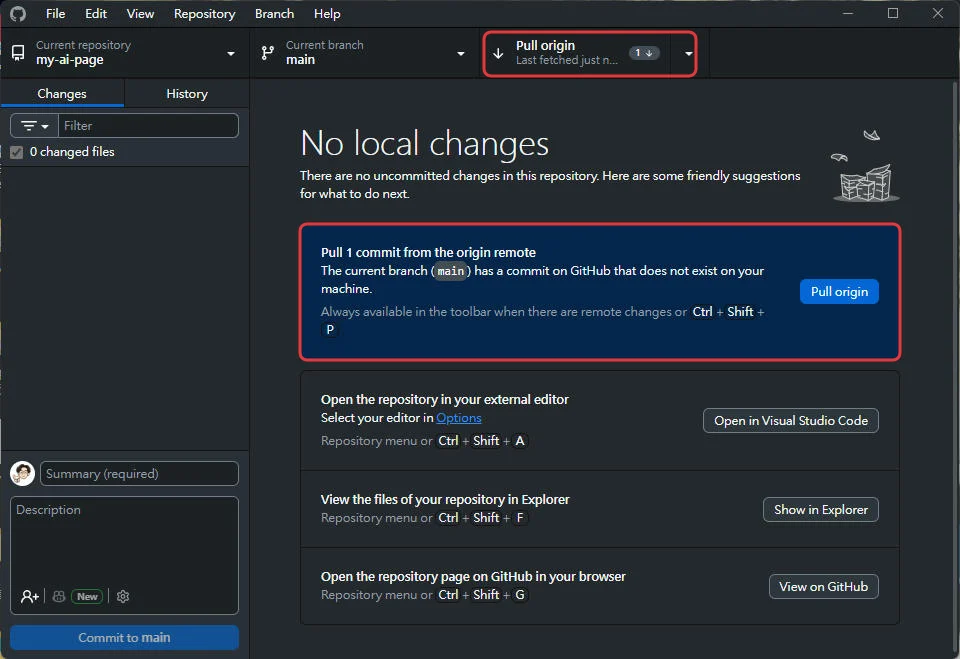 File Edit View Repository Branch Help
Current repository
my-ai-page
Current branch
main
Pull origin
Last fetched just n...
1
Changes History
Filter
0 changed files
No local changes
There are no uncommitted changes in this repository. Here are some friendly suggestions
for what to do next.
Pull 1 commit from the origin remote
The current branch (main) has a commit on GitHub that does not exist on your
machine.
Always available in the toolbar when there are remote changes or Ctrl + Shift +
P
Pull origin
Open the repository in your external editor
Select your editor in Options
Repository menu or Ctrl + Shift + A
Open in Visual Studio Code
View the files of your repository in Explorer
Repository menu or Ctrl + Shift + F
Show in Explorer
Open the repository page on GitHub in your browser
Repository menu or Ctrl + Shift + G
View on GitHub
Summary (required)
Description
New
Commit to main